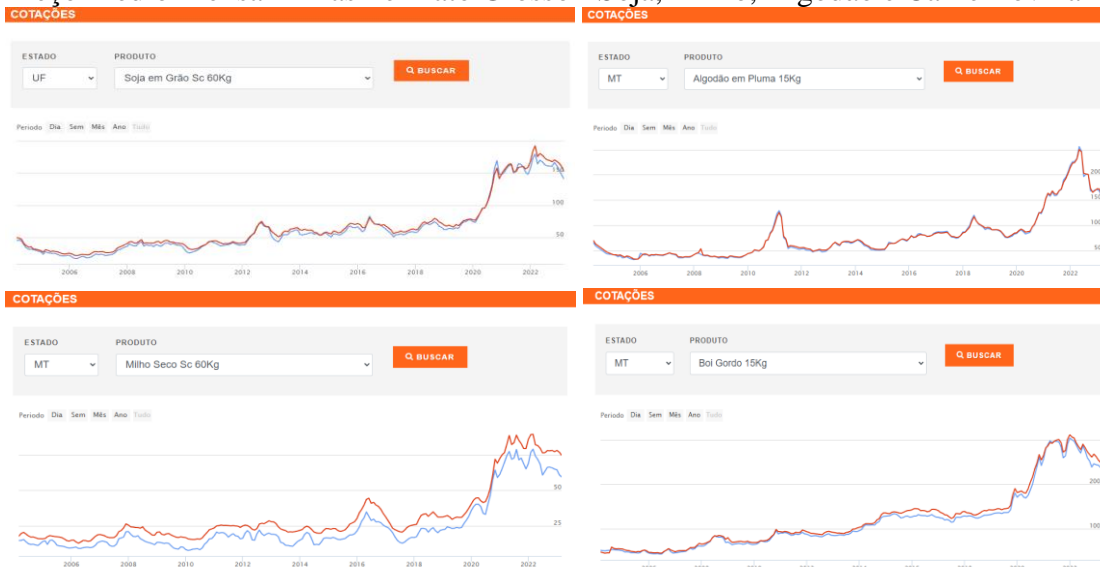 COTAÇÕES
ESTADO PRODUTO
UF Soja em Grão Sc 60Kg BUSCAR
Periodo Dia Sem Mês Ano Tudo
150
100
50
2006 2008 2010 2012 2014 2016 2018 2020 2022
COTAÇÕES
ESTADO PRODUTO
MT Algodão em Pluma 15Kg BUSCAR
Periodo Dia Sem Mês Ano Tudo
200
150
100
50
2006 2008 2010 2012 2014 2016 2018 2020 2022
COTAÇÕES
ESTADO PRODUTO
MT Milho Seco Sc 60Kg BUSCAR
Periodo Dia Sem Mês Ano Tudo
50
25
2006 2008 2010 2012 2014 2016 2018 2020 2022
COTAÇÕES
ESTADO PRODUTO
MT Boi Gordo 15Kg BUSCAR
Periodo Dia Sem Mês Ano Tudo
200
100